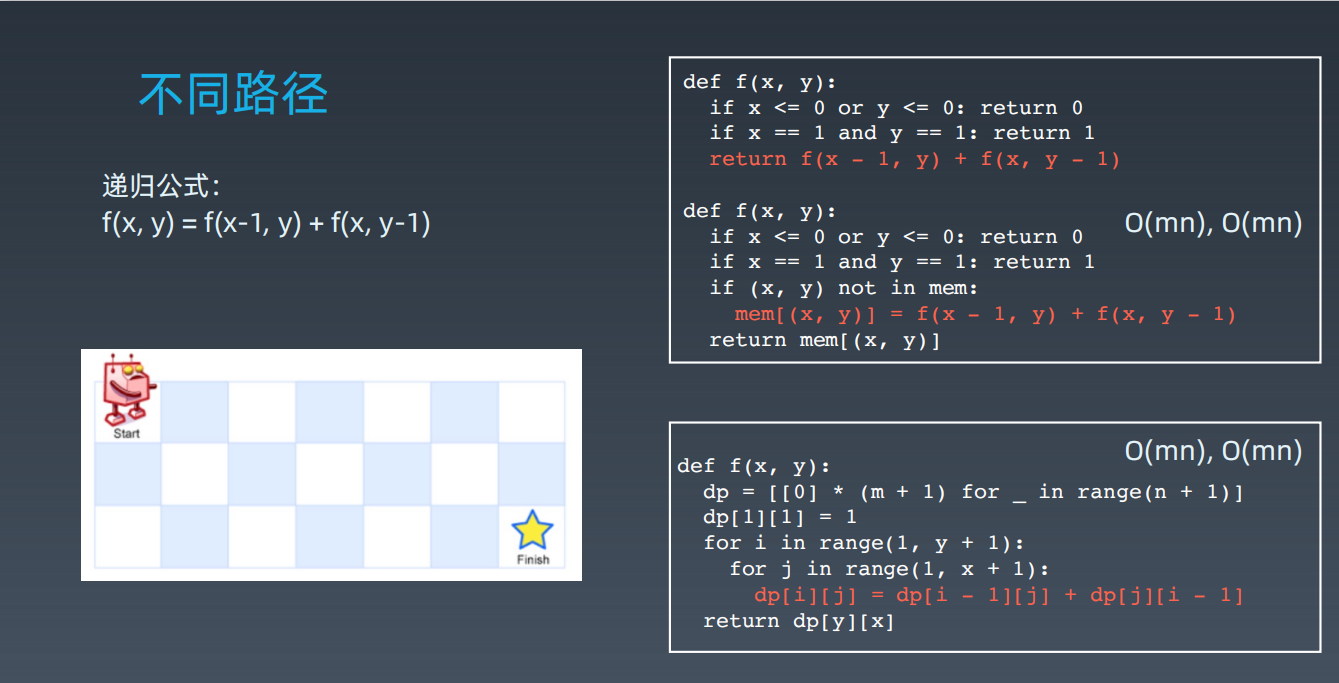 不同路径
递归公式：
f(x, y) = f(x-1, y) + f(x, y-1)
Start
Finish
def f(x, y):
  if x <= 0 or y <= 0: return 0
  if x == 1 and y == 1: return 1
  return f(x - 1, y) + f(x, y - 1)
def f(x, y):
O(mn), O(mn)
  if x <= 0 or y <= 0: return 0
  if x == 1 and y == 1: return 1
  if (x, y) not in mem:
    mem[(x, y)] = f(x - 1, y) + f(x, y - 1)
  return mem[(x, y)]
O(mn), O(mn)
def f(x, y):
  dp = [[0] * (m + 1) for _ in range(n + 1)]
  dp[1][1] = 1
  for i in range(1, y + 1):
    for j in range(1, x + 1):
      dp[i][j] = dp[i - 1][j] + dp[j][i - 1]
  return dp[y][x]